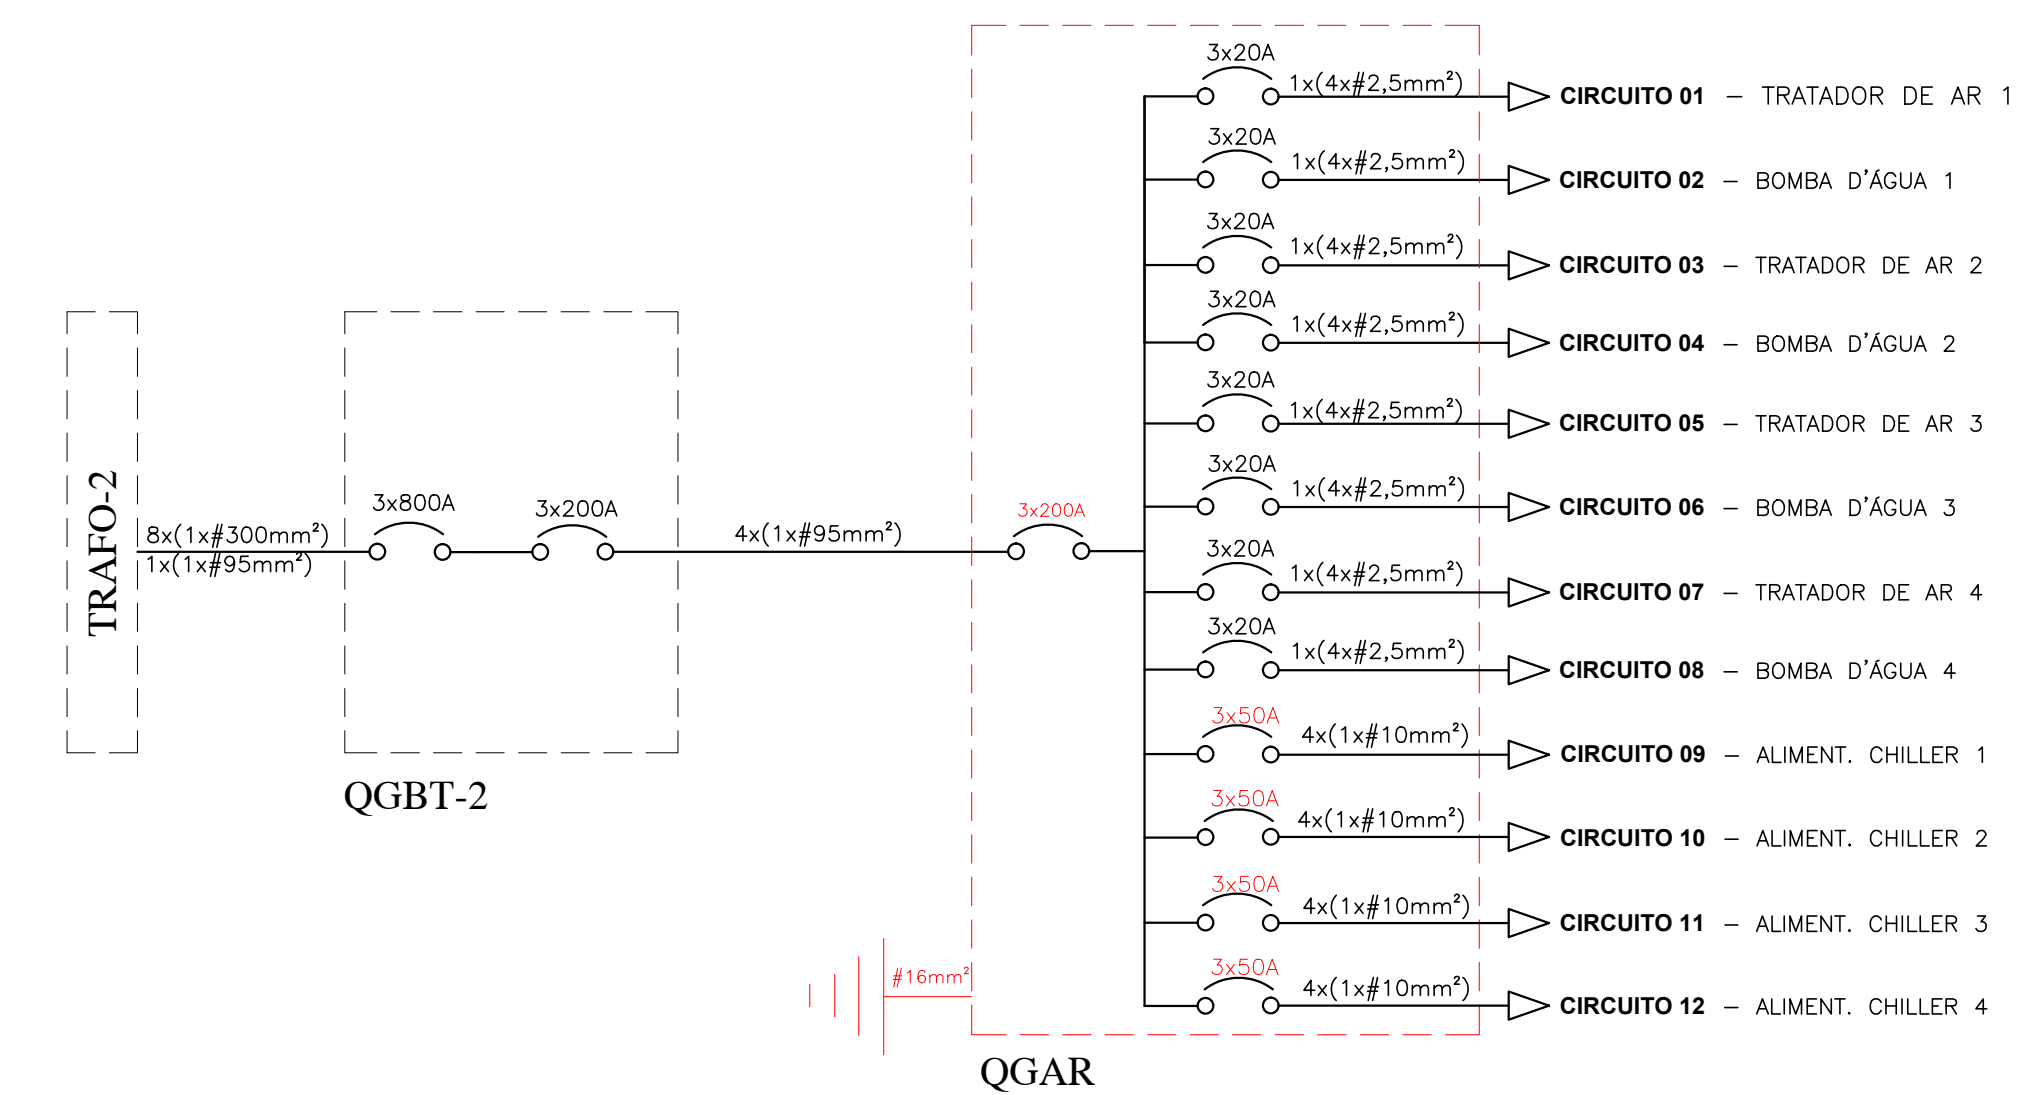 3x20A
1x(4x#2,5mm²)
CIRCUITO 01 – TRATADOR DE AR 1
3x20A
1x(4x#2,5mm²)
CIRCUITO 02 – BOMBA D'ÁGUA 1
3x20A
1x(4x#2,5mm²)
CIRCUITO 03 – TRATADOR DE AR 2
3x20A
1x(4x#2,5mm²)
CIRCUITO 04 – BOMBA D'ÁGUA 2
3x20A
1x(4x#2,5mm²)
CIRCUITO 05 – TRATADOR DE AR 3
3x20A
1x(4x#2,5mm²)
CIRCUITO 06 – BOMBA D'ÁGUA 3
TRAFO-2
8x(1x#300mm²)
1x(1x#95mm²)
3x800A
3x200A
4x(1x#95mm²)
3x200A
3x20A
1x(4x#2,5mm²)
CIRCUITO 07 – TRATADOR DE AR 4
3x20A
1x(4x#2,5mm²)
CIRCUITO 08 – BOMBA D'ÁGUA 4
3x50A
4x(1x#10mm²)
CIRCUITO 09 – ALIMENT. CHILLER 1
QGBT-2
3x50A
4x(1x#10mm²)
CIRCUITO 10 – ALIMENT. CHILLER 2
3x50A
4x(1x#10mm²)
CIRCUITO 11 – ALIMENT. CHILLER 3
#16mm²
3x50A
4x(1x#10mm²)
CIRCUITO 12 – ALIMENT. CHILLER 4
QGAR